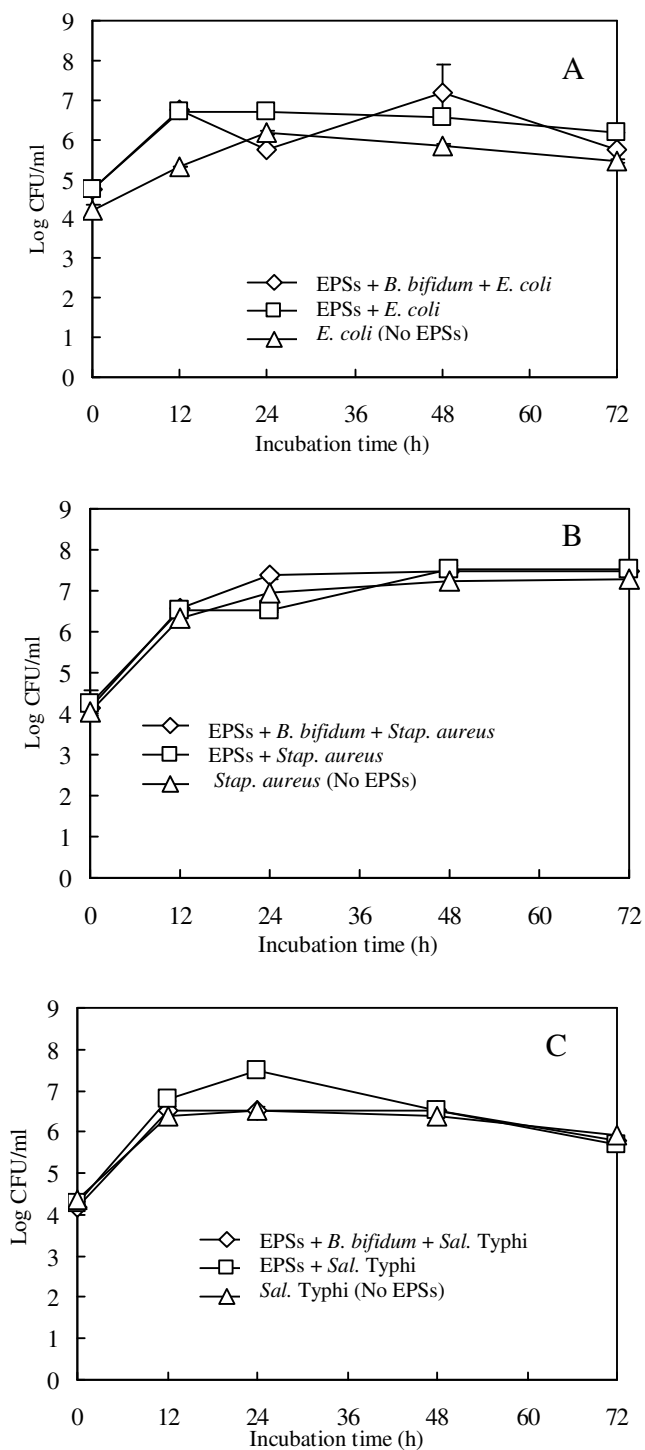 9
A
8
7
6
5
4
3
2
1
0
Log CFU/ml
EPSs + B. bifidum + E. coli
EPSs + E. coli
E. coli (No EPSs)
0 12 24 36 48 60 72
Incubation time (h)
9
B
8
7
6
5
4
3
2
1
0
Log CFU/ml
EPSs + B. bifidum + Stap. aureus
EPSs + Stap. aureus
Stap. aureus (No EPSs)
0 12 24 36 48 60 72
Incubation time (h)
9
C
8
7
6
5
4
3
2
1
0
Log CFU/ml
EPSs + B. bifidum + Sal. Typhi
EPSs + Sal. Typhi
Sal. Typhi (No EPSs)
0 12 24 36 48 60 72
Incubation time (h)